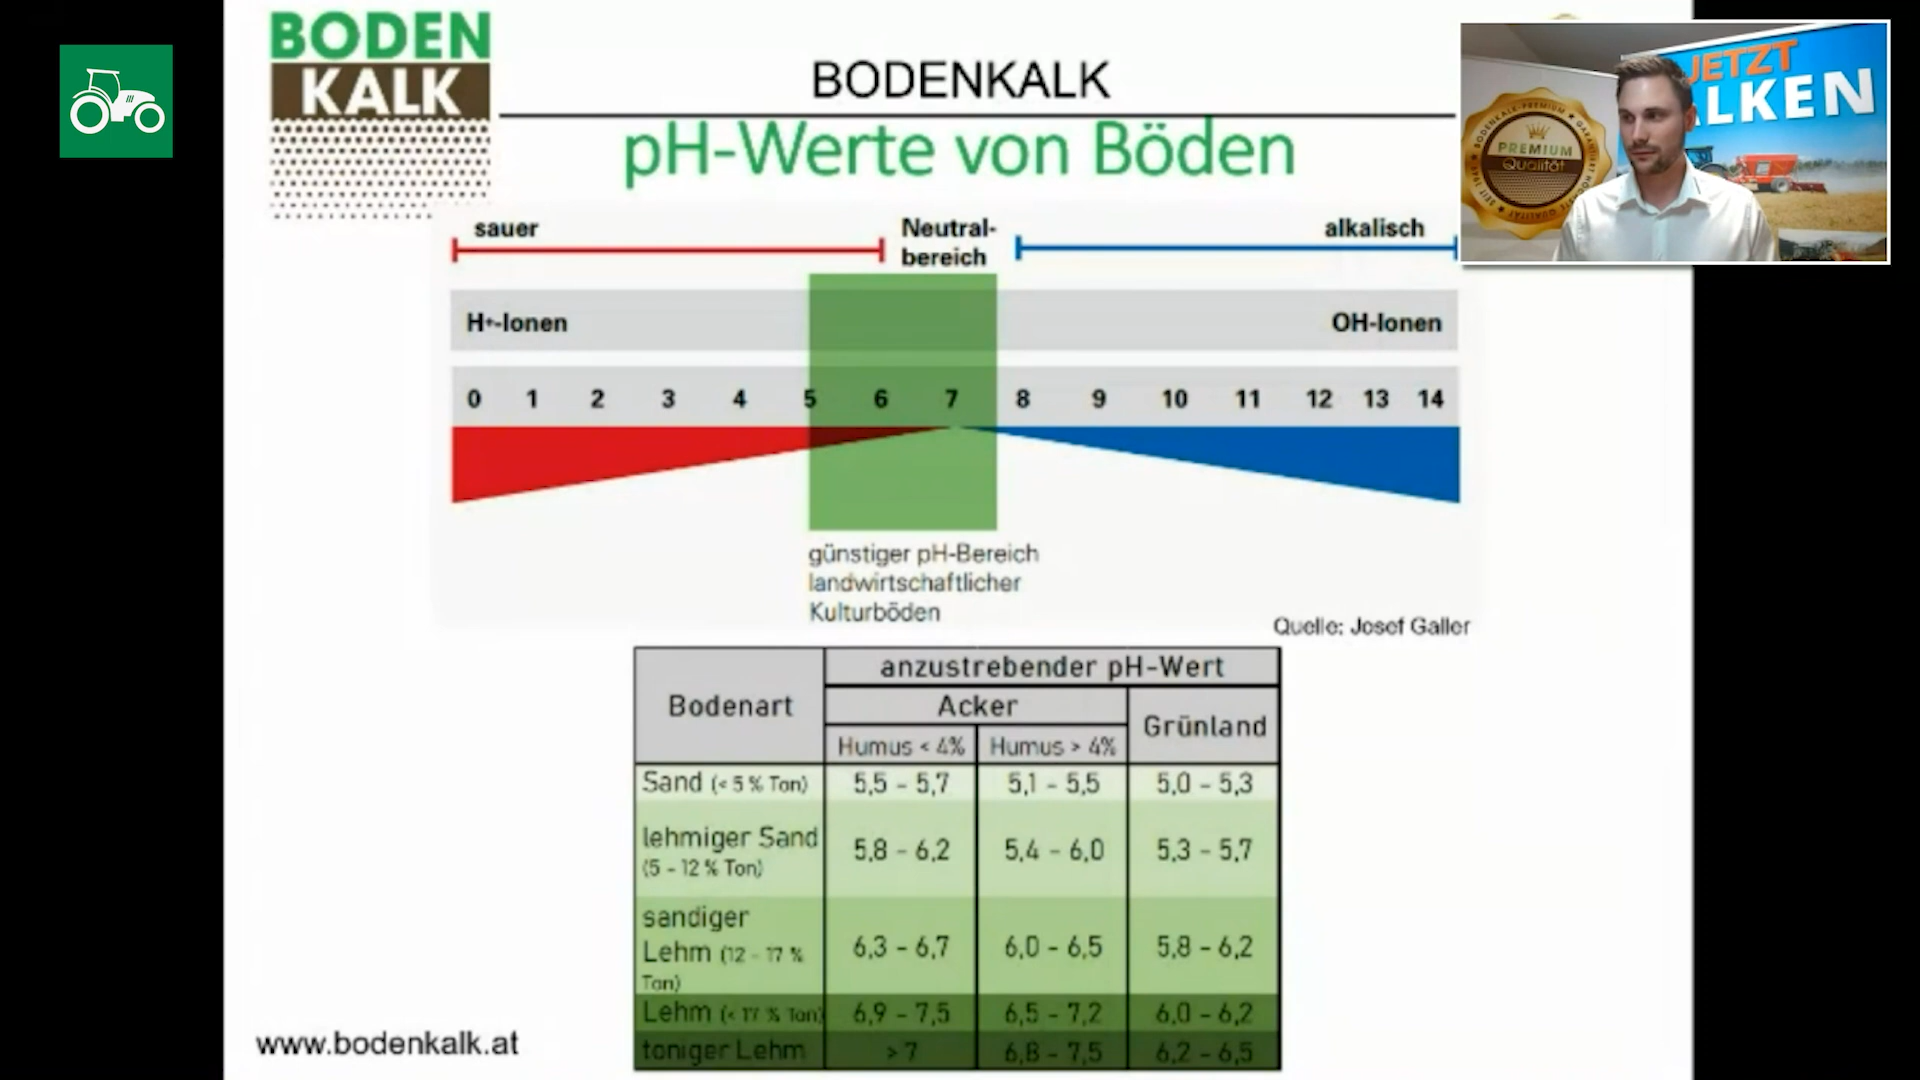 BODEN
KALK
BODENKALK
pH-Werte von Böden
JETZT
LKEN
BODENKALK-PREMIUM
PREMIUM
Qualität
sauer
Neutral-
bereich
alkalisch
H+-Ionen
OH-Ionen
0 1 2 3 4 5 6 7 8 9 10 11 12 13 14
günstiger pH-Bereich
landwirtschaftlicher
Kulturböden
Quelle: Josef Galler
Bodenart
anzustrebender pH-Wert
Acker
Grünland
Humus < 4% Humus > 4%
Sand (< 5 % Ton) 5,5 - 5,7 5,1 - 5,5 5,0 - 5,3
lehmiger Sand
(5 - 12 % Ton) 5,8 - 6,2 5,4 - 6,0 5,3 - 5,7
sandiger
Lehm (12 - 17 % 6,3 - 6,7 6,0 - 6,5 5,8 - 6,2
Ton)
Lehm (< 17 % Ton) 6,9 - 7,5 6,5 - 7,2 6,0 - 6,2
toniger Lehm > 7 6,8 - 7,5 6,2 - 6,5
www.bodenkalk.at